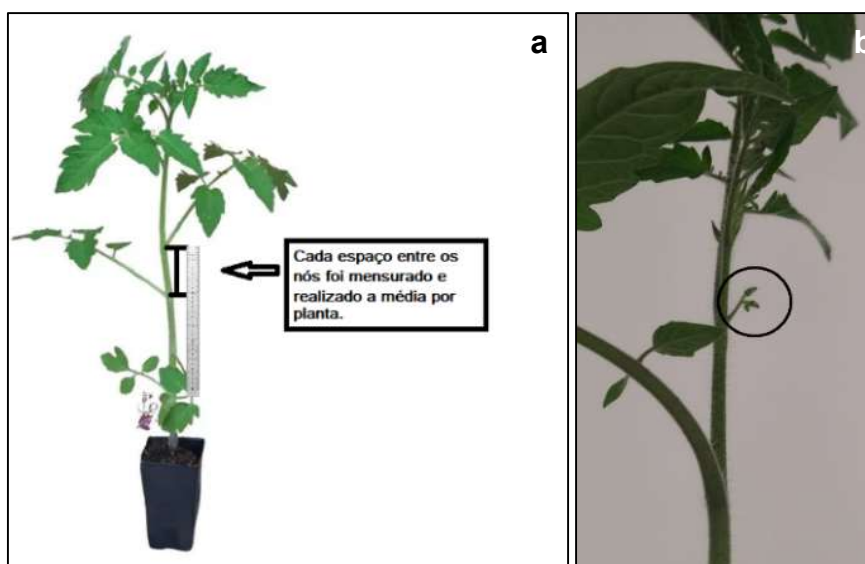 a
b
Cada espaço entre os
nós foi mensurado e
realizado a média por
planta.